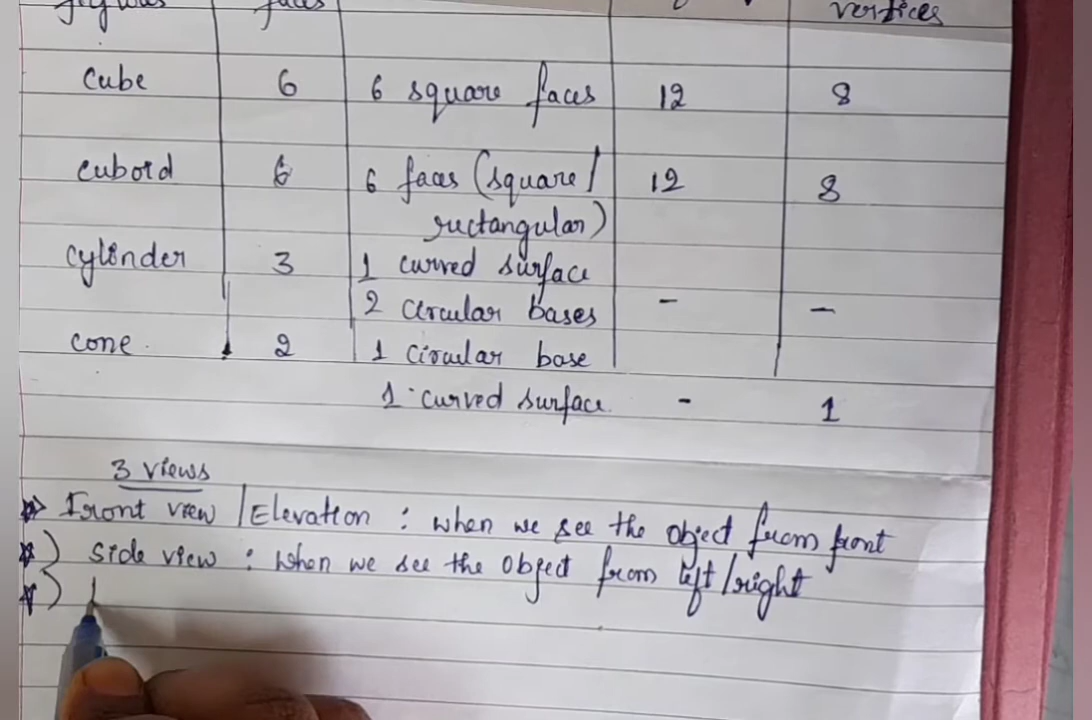 figures faces vertices
cube 6 6 square faces 12 8
cuboid 6 6 faces (square/ 12 8
rectangular)
cylinder 3 1 curved surface
2 circular bases - -
cone. 2 1 circular base
1 curved surface. - 1
3 views
Front view / Elevation : when we see the object from front
side view : when we see the object from left/right